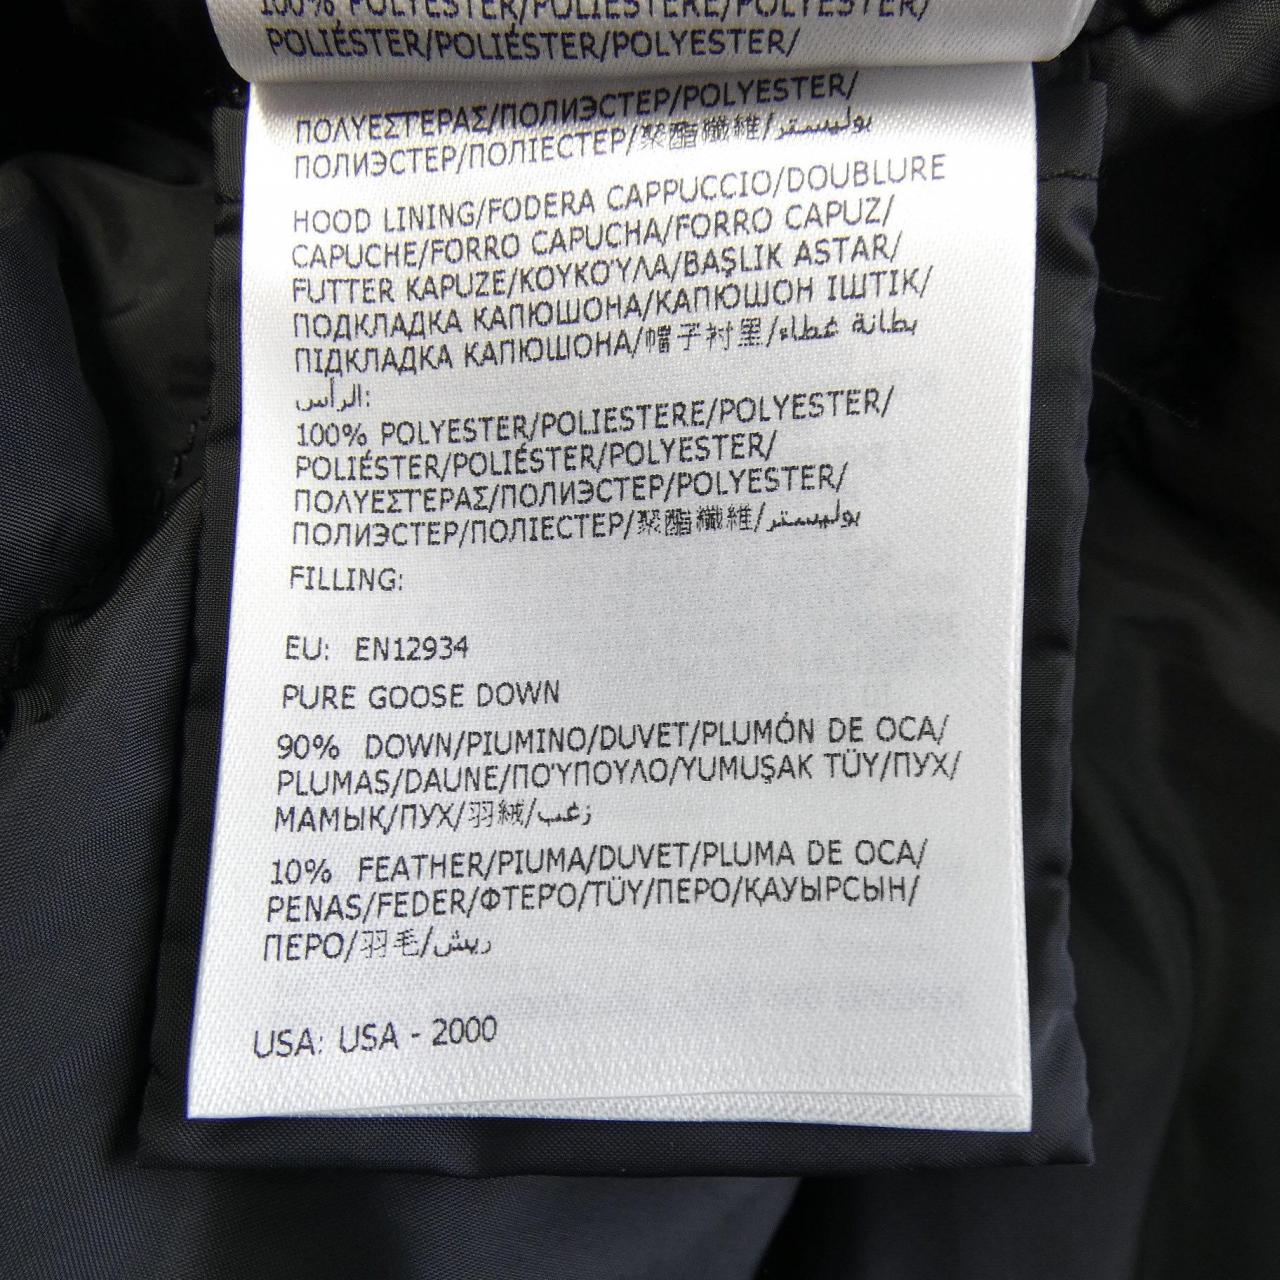 100% POLYESTER/POLIESTERE/POLYESTER/
POLIÉSTER/POLIÉSTER/POLYESTER/
ΠΟΛΥΕΣΤΕΡΑΣ/ПОЛИЭСТЕР/POLYESTER/
ПОЛИЭСТЕР/ПОЛІЕСТЕР/聚酯纖維/بوليستر
HOOD LINING/FODERA CAPPUCCIO/DOUBLURE
CAPUCHE/FORRO CAPUCHA/FORRO CAPUZ/
FUTTER KAPUZE/ΚΟΥΚΟΎΛΑ/BAŞLIK ASTAR/
ПОДКЛАДКА КАПЮШОНА/КАПЮШОН ІШТІК/
ПІДКЛАДКА КАПЮШОНА/帽子衬里/بطانة غطاء
الرأس:
100% POLYESTER/POLIESTERE/POLYESTER/
POLIÉSTER/POLIÉSTER/POLYESTER/
ΠΟΛΥΕΣΤΕΡΑΣ/ПОЛИЭСТЕР/POLYESTER/
ПОЛИЭСТЕР/ПОЛІЕСТЕР/聚酯纖維/بوليستر
FILLING:
EU: EN12934
PURE GOOSE DOWN
90% DOWN/PIUMINO/DUVET/PLUMÓN DE OCA/
PLUMAS/DAUNE/ΠΟΎΠΟΥΛΟ/YUMUŞAK TÜY/ПУХ/
МАМЫҚ/ПУХ/羽絨/زغب
10% FEATHER/PIUMA/DUVET/PLUMA DE OCA/
PENAS/FEDER/ΦΤΕΡΌ/TÜY/ПЕРО/ҚАУЫРСЫН/
ПЕРО/羽毛/ريش
USA: USA - 2000